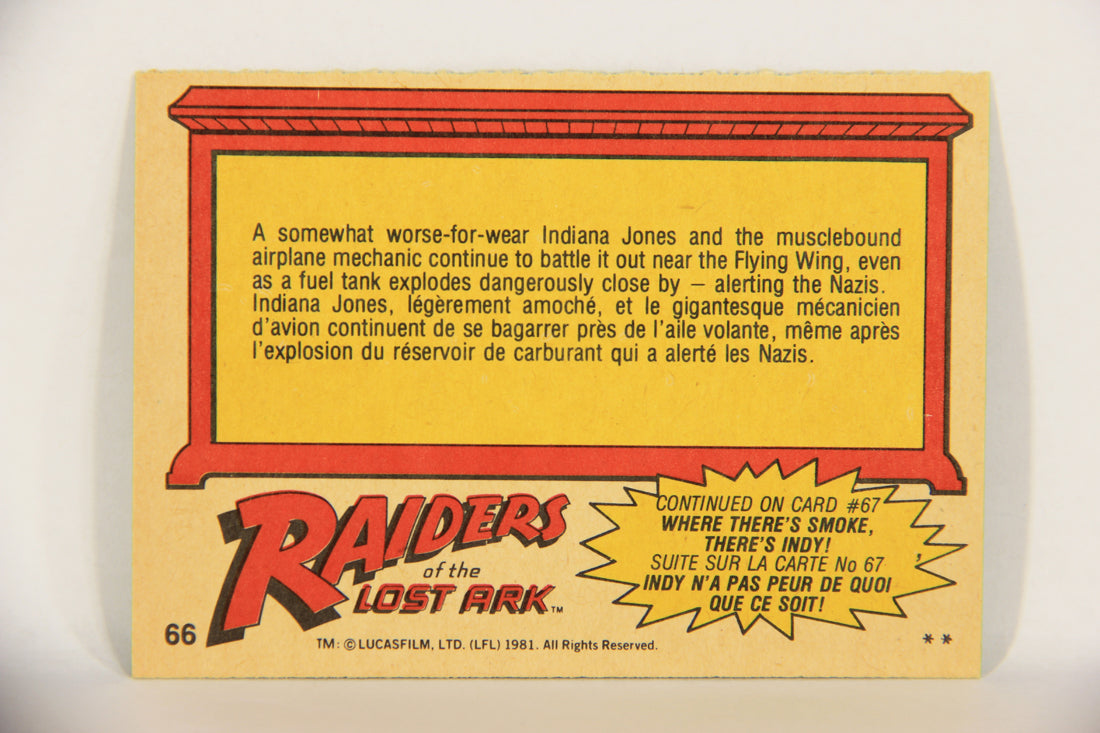 A somewhat worse-for-wear Indiana Jones and the musclebound
airplane mechanic continue to battle it out near the Flying Wing, even
as a fuel tank explodes dangerously close by — alerting the Nazis.
Indiana Jones, légèrement amoché, et le gigantesque mécanicien
d'avion continuent de se bagarrer près de l'aile volante, même après
l'explosion du réservoir de carburant qui a alerté les Nazis.
RAIDERS
of the
LOST ARK™
CONTINUED ON CARD #67
WHERE THERE'S SMOKE,
THERE'S INDY!
SUITE SUR LA CARTE No 67
INDY N'A PAS PEUR DE QUOI
QUE CE SOIT!
66
TM: © LUCASFILM, LTD. (LFL) 1981. All Rights Reserved.
**